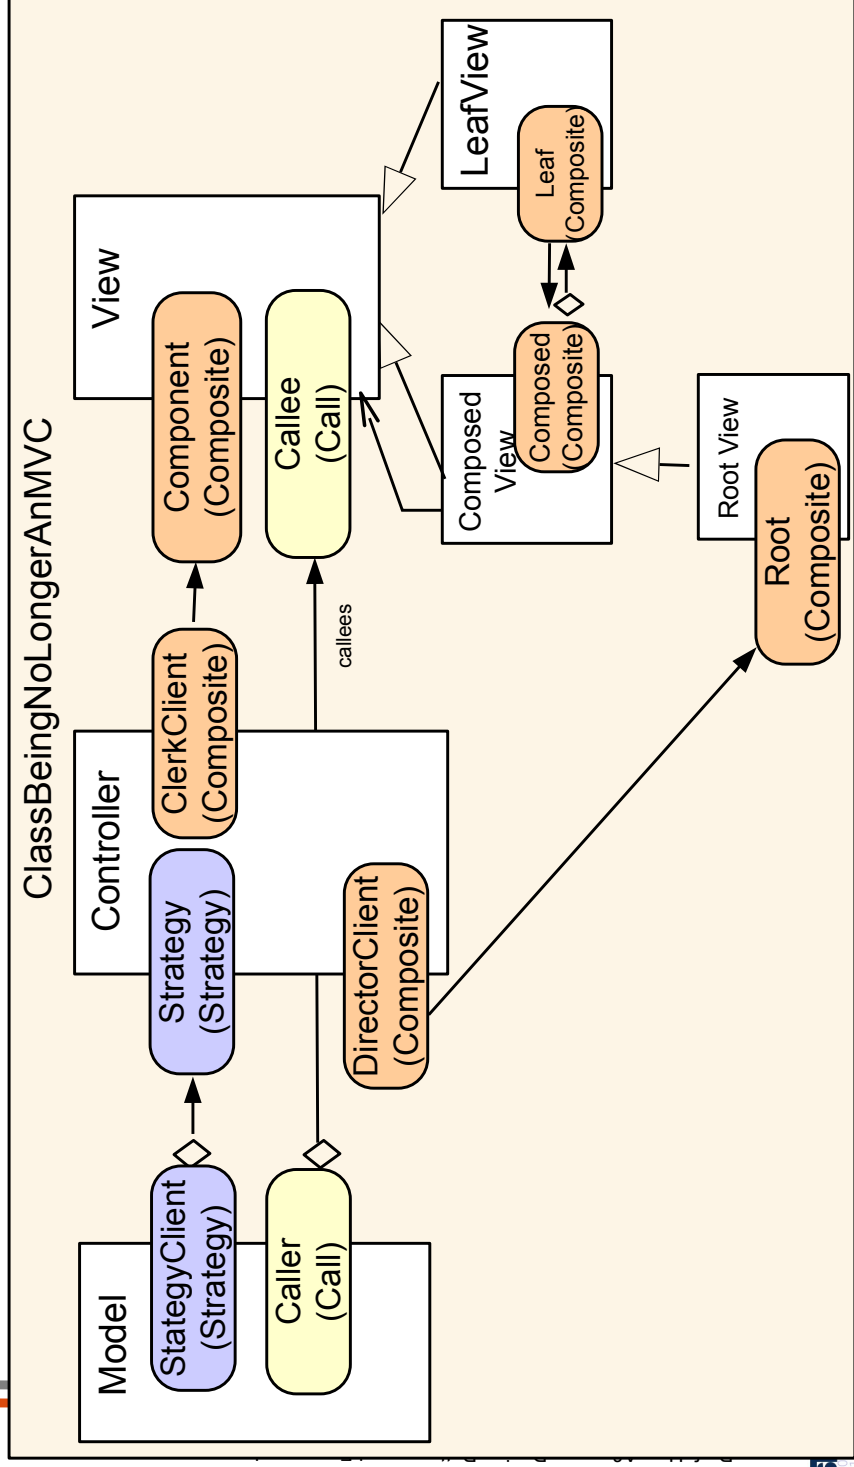 ClassBeingNoLongerAnMVC
Model
StategyClient
(Strategy)
Caller
(Call)
Controller
Strategy
(Strategy)
ClerkClient
(Composite)
DirectorClient
(Composite)
callees
View
Component
(Composite)
Callee
(Call)
Composed
View
Composed
(Composite)
LeafView
Leaf
(Composite)
Root View
Root
(Composite)